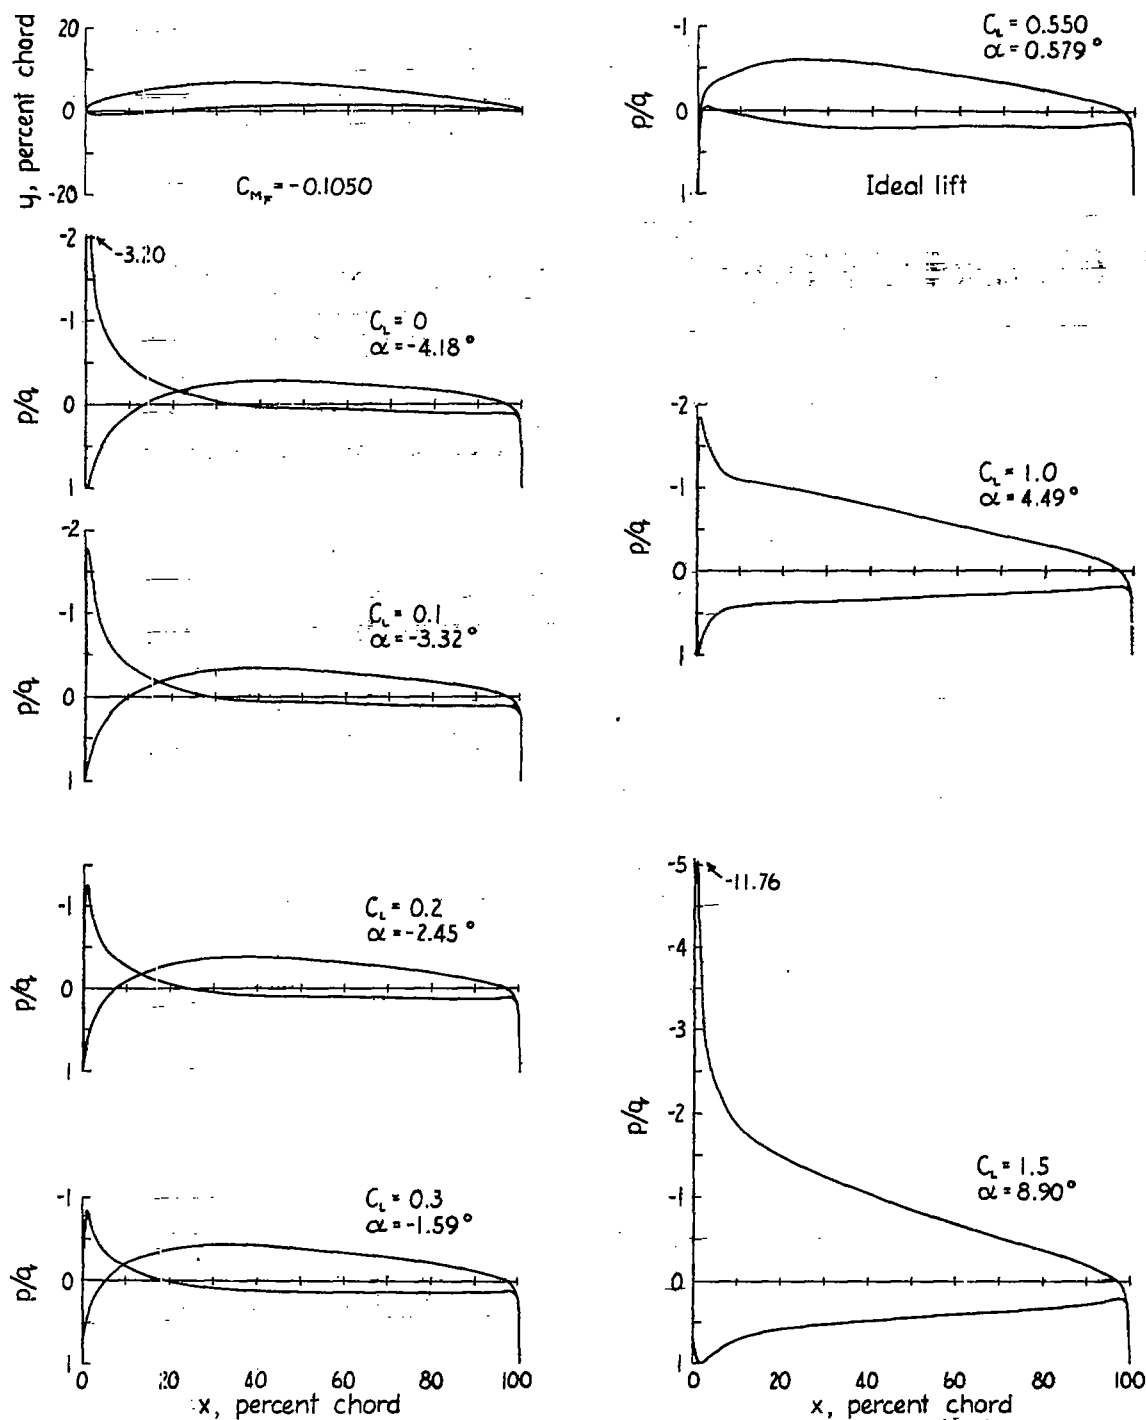 y, percent chord
20
10
0
-20
C_MF = -0.1050
p/q
-2
-1
0
1
-3.20
C_L = 0
α = -4.18°
p/q
-2
-1
0
1
C_L = 0.1
α = -3.32°
p/q
-1
0
1
C_L = 0.2
α = -2.45°
p/q
-1
0
1
C_L = 0.3
α = -1.59°
0 20 40 60 80 100
x, percent chord
p/q
-1
0
1
C_L = 0.550
α = 0.579°
Ideal lift
p/q
-2
-1
0
1
C_L = 1.0
α = 4.49°
p/q
-5
-4
-3
-2
-1
0
1
-11.76
C_L = 1.5
α = 8.90°
0 20 40 60 80 100
x, percent chord